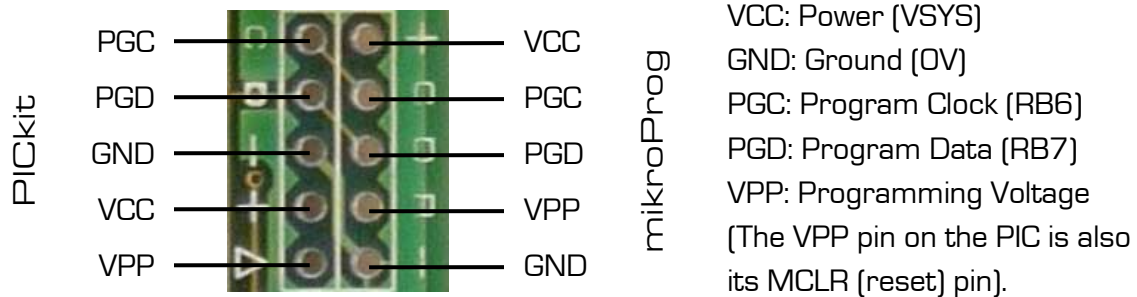 PICkit
PGC
PGD
GND
VCC
VPP
VCC
PGC
PGD
VPP
GND
mikroProg
VCC: Power (VSYS)
GND: Ground (0V)
PGC: Program Clock (RB6)
PGD: Program Data (RB7)
VPP: Programming Voltage
(The VPP pin on the PIC is also
its MCLR (reset) pin).